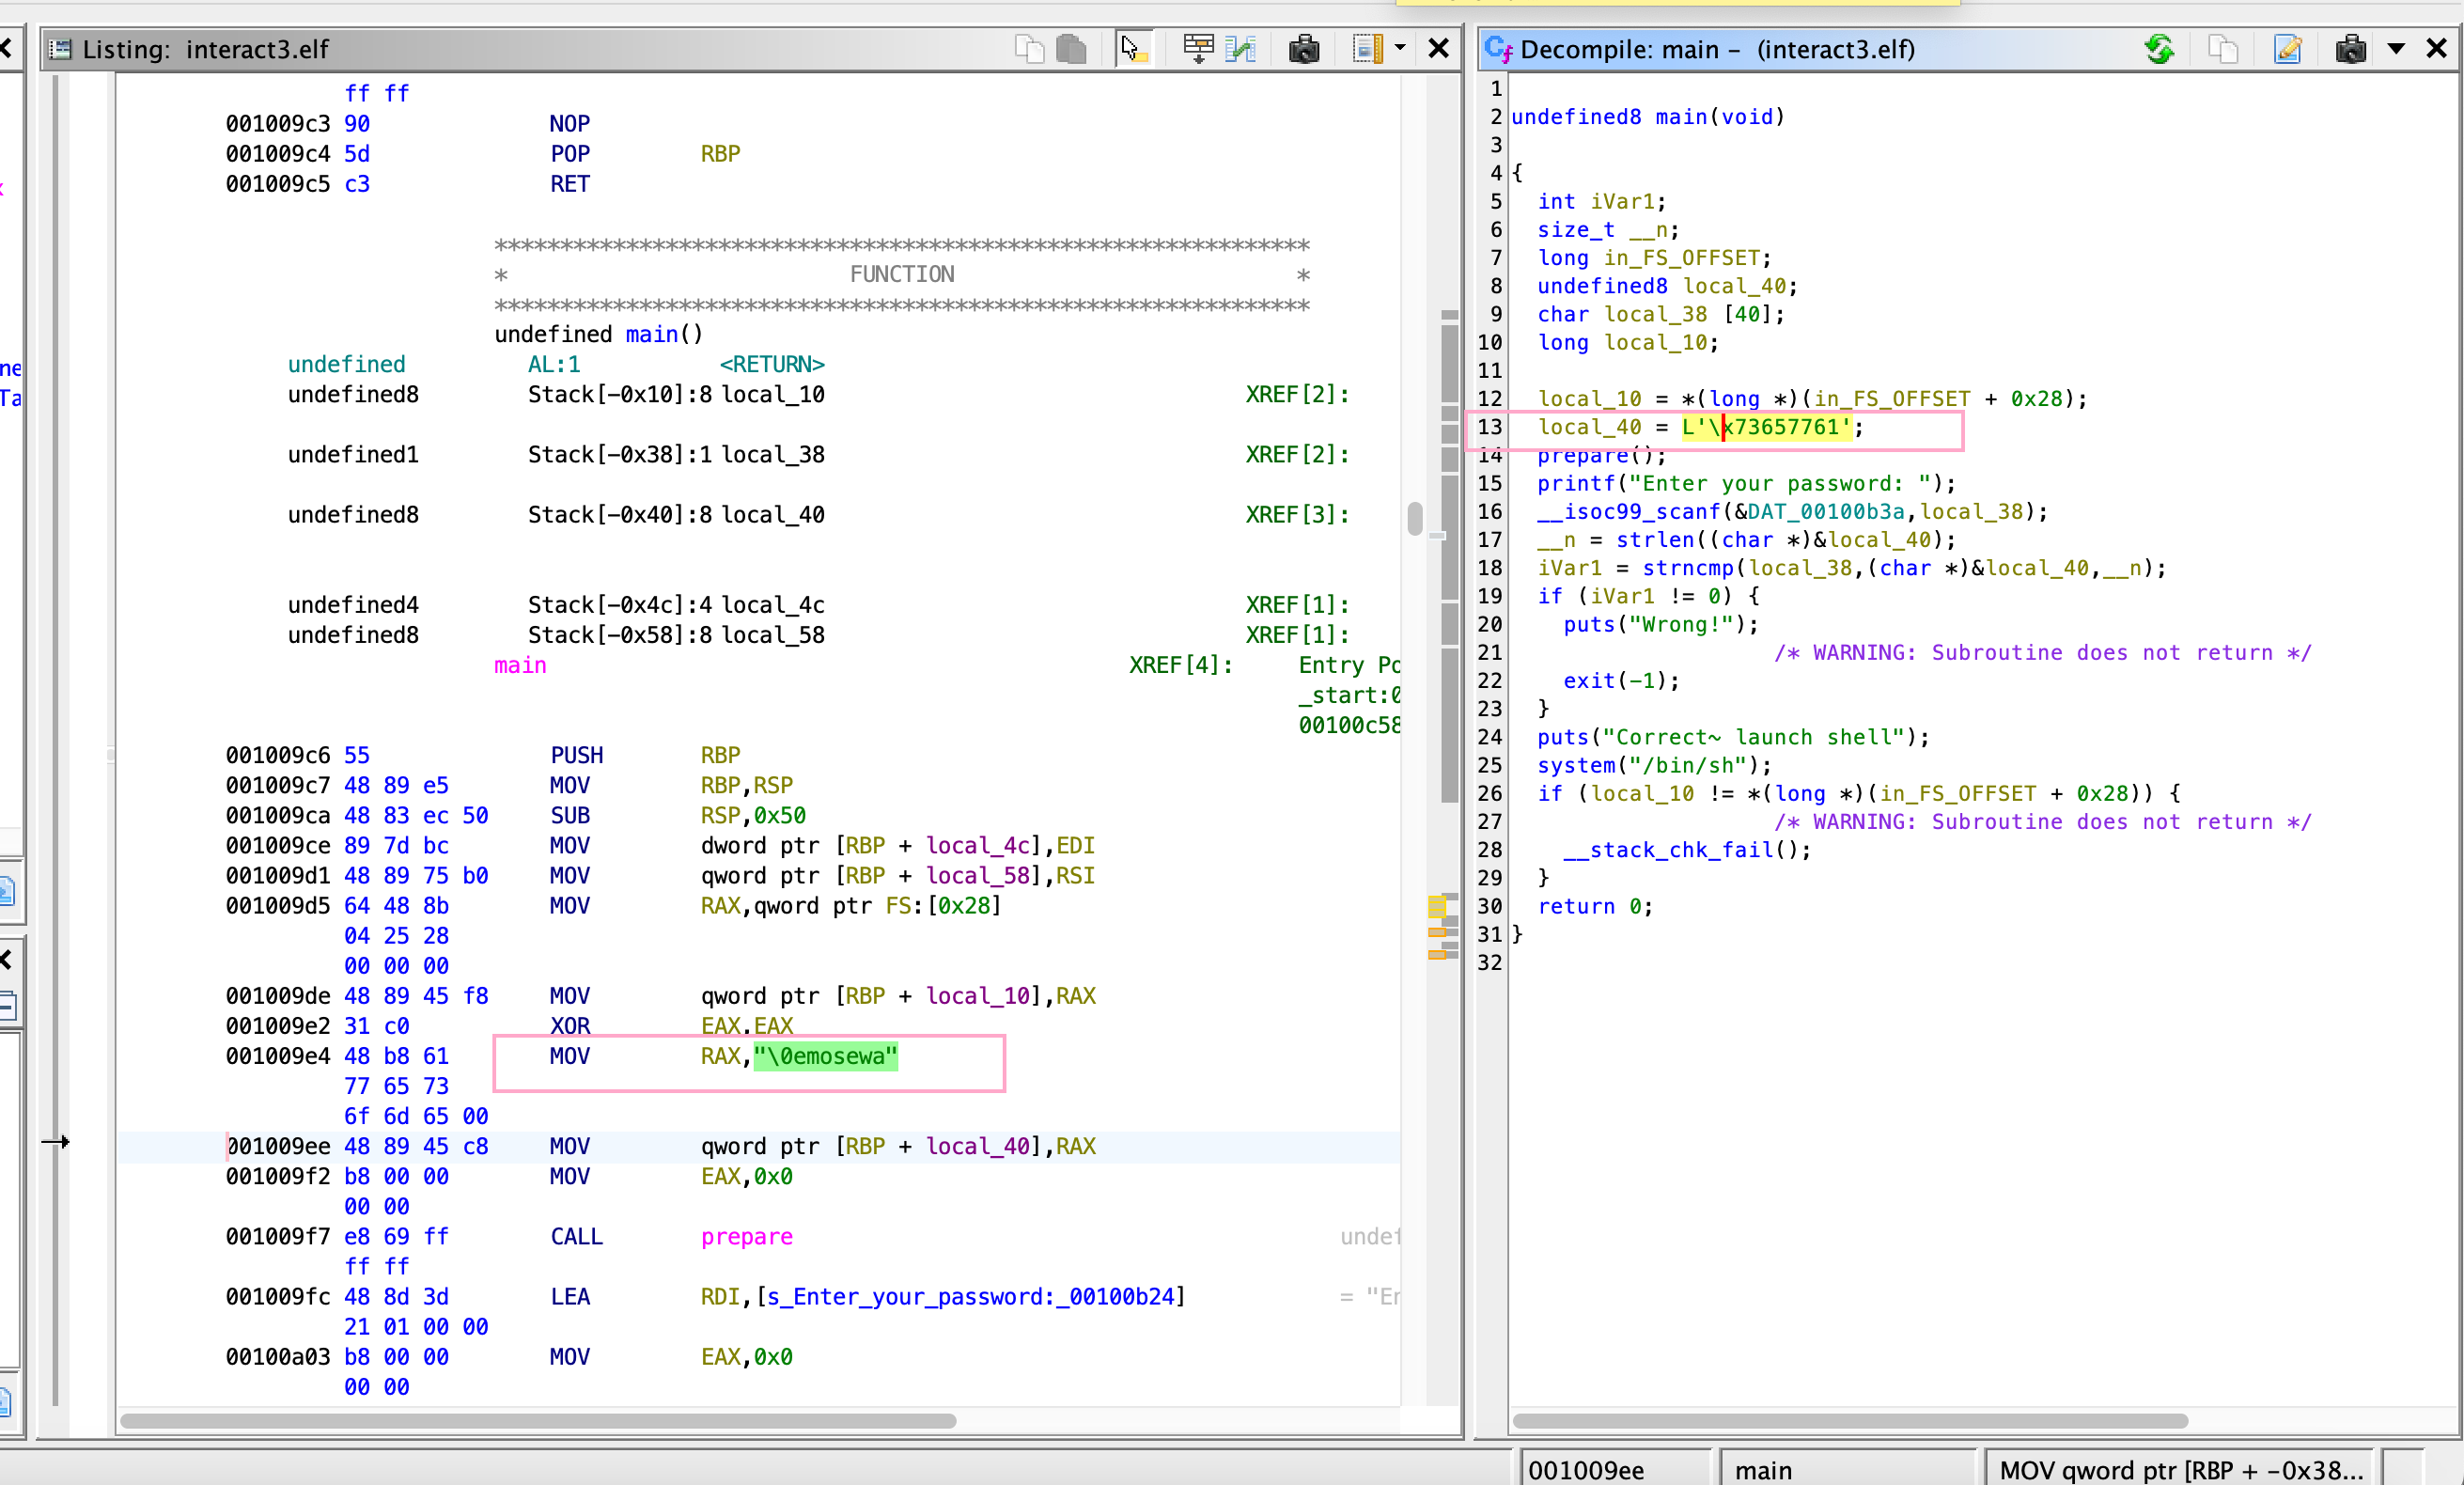 Listing: interact3.elf
ff ff
001009c3 90 NOP
001009c4 5d POP RBP
001009c5 c3 RET
**************************************************************
* FUNCTION *
**************************************************************
undefined main()
undefined AL:1 <RETURN>
undefined8 Stack[-0x10]:8 local_10 XREF[2]:
undefined1 Stack[-0x38]:1 local_38 XREF[2]:
undefined8 Stack[-0x40]:8 local_40 XREF[3]:
undefined4 Stack[-0x4c]:4 local_4c XREF[1]:
undefined8 Stack[-0x58]:8 local_58 XREF[1]:
main XREF[4]: Entry Po
_start:0
00100c58
001009c6 55 PUSH RBP
001009c7 48 89 e5 MOV RBP,RSP
001009ca 48 83 ec 50 SUB RSP,0x50
001009ce 89 7d bc MOV dword ptr [RBP + local_4c],EDI
001009d1 48 89 75 b0 MOV qword ptr [RBP + local_58],RSI
001009d5 64 48 8b MOV RAX,qword ptr FS:[0x28]
04 25 28
00 00 00
001009de 48 89 45 f8 MOV qword ptr [RBP + local_10],RAX
001009e2 31 c0 XOR EAX,EAX
001009e4 48 b8 61 MOV RAX,"\0emosewa"
77 65 73
6f 6d 65 00
001009ee 48 89 45 c8 MOV qword ptr [RBP + local_40],RAX
001009f2 b8 00 00 MOV EAX,0x0
00 00
001009f7 e8 69 ff CALL prepare undef
ff ff
001009fc 48 8d 3d LEA RDI,[s_Enter_your_password:_00100b24] = "En
21 01 00 00
00100a03 b8 00 00 MOV EAX,0x0
00 00
ne
Ta
Decompile: main - (interact3.elf)
1
2 undefined8 main(void)
3
4 {
5 int iVar1;
6 size_t __n;
7 long in_FS_OFFSET;
8 undefined8 local_40;
9 char local_38 [40];
10 long local_10;
11
12 local_10 = *(long *)(in_FS_OFFSET + 0x28);
13 local_40 = L'\x73657761';
14 prepare();
15 printf("Enter your password: ");
16 __isoc99_scanf(&DAT_00100b3a,local_38);
17 __n = strlen((char *)&local_40);
18 iVar1 = strncmp(local_38,(char *)&local_40,__n);
19 if (iVar1 != 0) {
20 puts("Wrong!");
21 /* WARNING: Subroutine does not return */
22 exit(-1);
23 }
24 puts("Correct~ launch shell");
25 system("/bin/sh");
26 if (local_10 != *(long *)(in_FS_OFFSET + 0x28)) {
27 /* WARNING: Subroutine does not return */
28 __stack_chk_fail();
29 }
30 return 0;
31 }
32
001009ee main MOV qword ptr [RBP + -0x38...